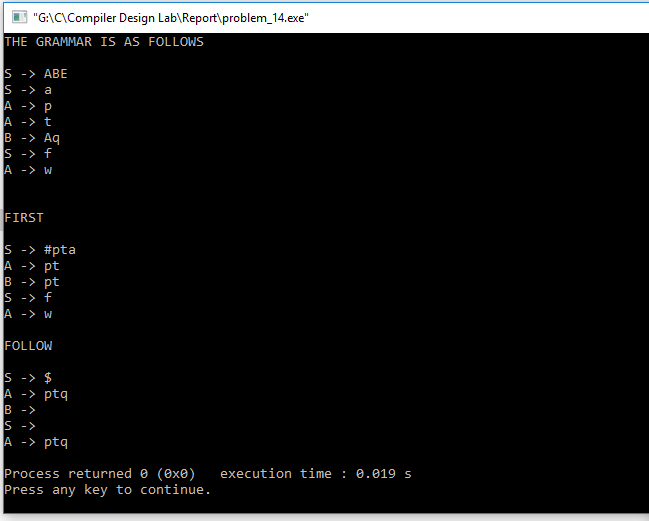 "G:\C\Compiler Design Lab\Report\problem_14.exe"
THE GRAMMAR IS AS FOLLOWS
S -> ABE
S -> a
A -> p
A -> t
B -> Aq
S -> f
A -> w
FIRST
S -> #pta
A -> pt
B -> pt
S -> f
A -> w
FOLLOW
S -> $
A -> ptq
B ->
S ->
A -> ptq
Process returned 0 (0x0)   execution time : 0.019 s
Press any key to continue.